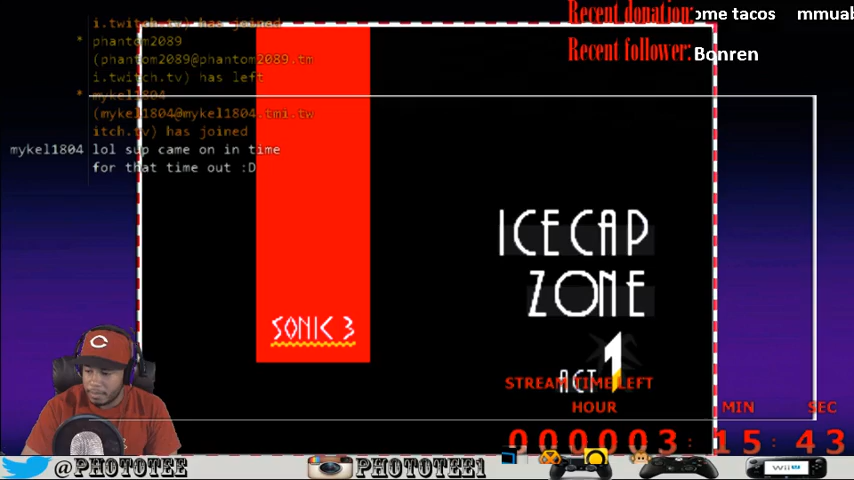 i.twitch.tv) has joined
* phantom2089
(phantom2089@phantom2089.tm
i.twitch.tv) has left
* mykel1804
(mykel1804@mykel1804.tmi.tw
itch.tv) has joined
mykel1804 lol sup came on in time
for that time out :D
Recent donation: ome tacos mmuab
Recent follower: Bonren
ICECAP
ZONE
ACT 1
SONIC 3
STREAM TIME LEFT
HOUR MIN SEC
000003:15:43
@PHOTOTEE PHOTOTEE1
C
WiiU